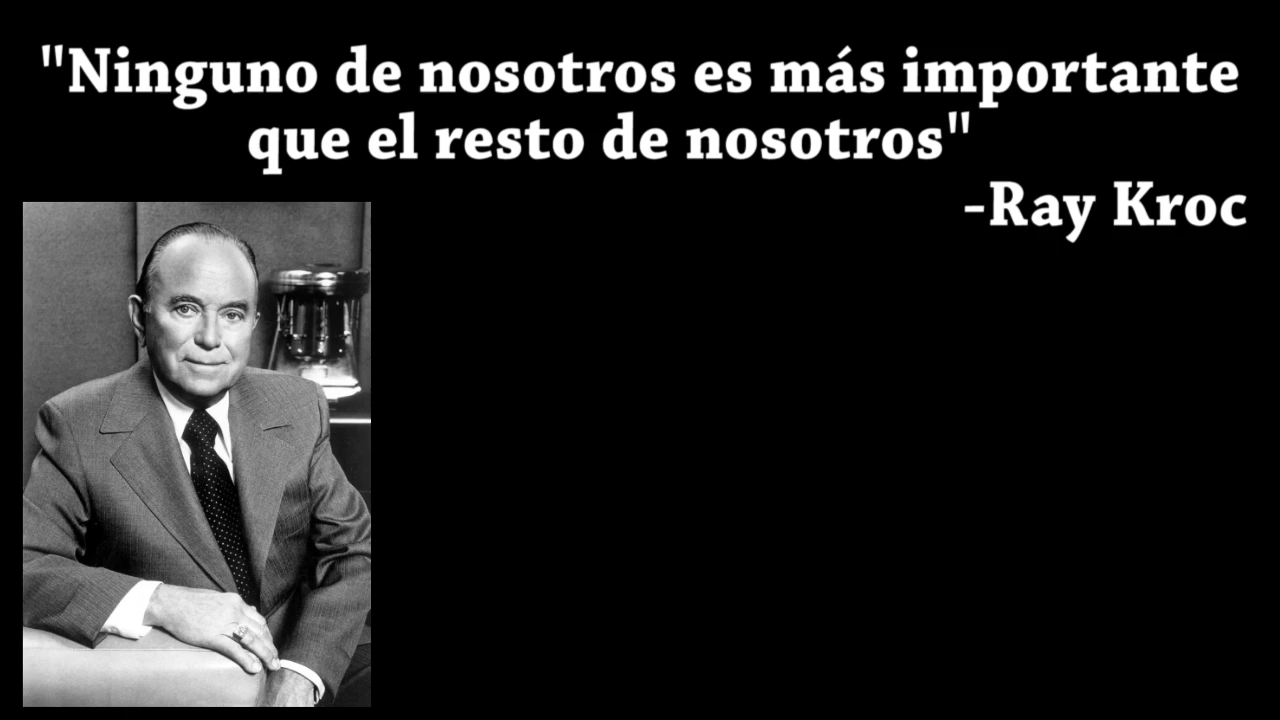 "Ninguno de nosotros es más importante
que el resto de nosotros"
-Ray Kroc